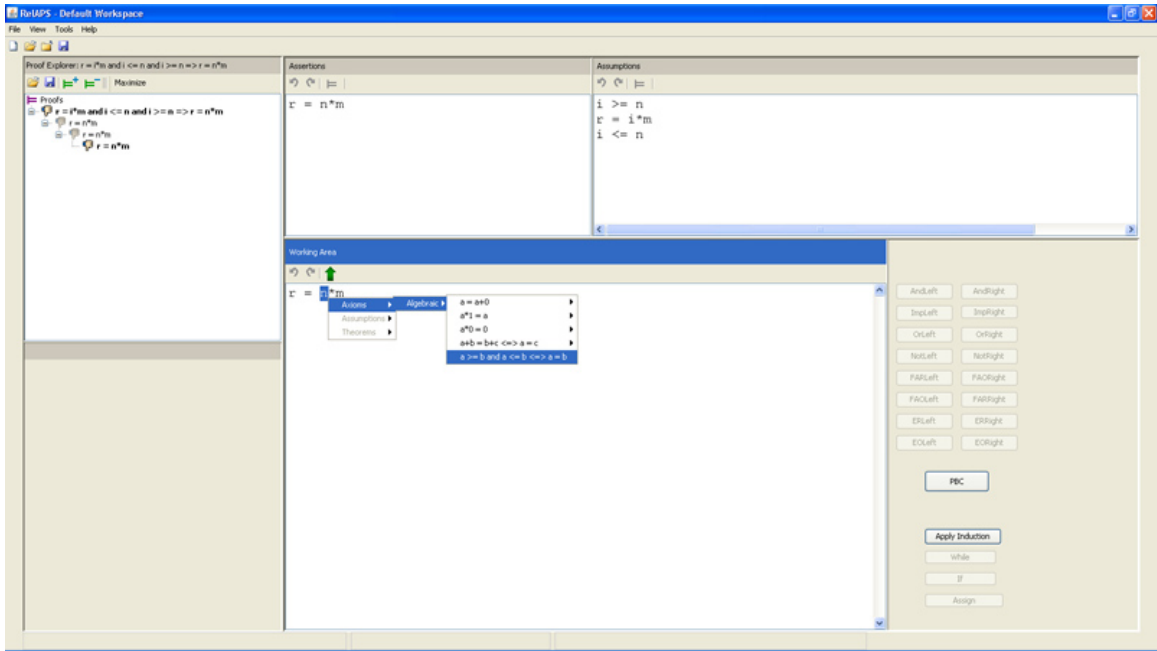 RelAPS - Default Workspace
File View Tools Help
Proof Explorer: r = i*m and i <= n and i >= n => r = n*m
Maximize
Proofs
r = i*m and i <= n and i >= n => r = n*m
r = n*m
r = n*m
r = n*m
Assertions
r = n*m
Assumptions
i >= n
r = i*m
i <= n
Working Area
r = n*m
Axioms
Assumptions
Theorems
Algebraic
a = a+0
a*1 = a
a*0 = 0
a+b = b+c <=> a = c
a >= b and a <= b <=> a = b
AndLeft AndRight
ImpLeft ImpRight
OrLeft OrRight
NotLeft NotRight
FARLeft FAORight
FAOLeft FARRight
ERLeft ERRight
EOLeft EORight
PBC
Apply Induction
While
If
Assign